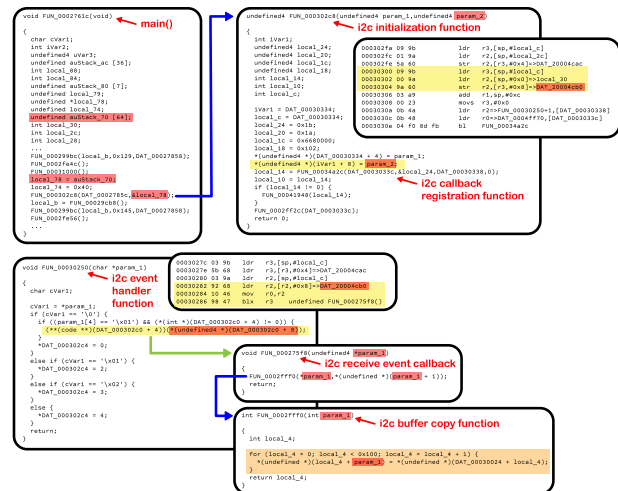 void FUN_0002761c(void)
main()
{
char cVar1;
int iVar2;
undefined4 uVar3;
undefined auStack_ac [36];
int local_88;
int local_84;
undefined auStack_80 [7];
undefined local_79;
undefined *local_78;
undefined local_74;
undefined auStack_70 [64];
int local_30;
int local_2c;
int local_28;
...
FUN_000299bc(local_b,0x129,DAT_00027858);
FUN_0002fe4c();
FUN_00031000();
local_78 = auStack_70;
local_74 = 0x40;
FUN_000302c8(DAT_0002785c,&local_78);
local_b = FUN_00029cb8();
FUN_000299bc(local_b,0x145,DAT_00027858);
FUN_0002fe56();
...
}
undefined4 FUN_000302c8(undefined4 param_1,undefined4 param_2)
i2c initialization function
{
int iVar1;
undefined4 local_24;
undefined4 local_20;
undefined4 local_1c;
undefined4 local_18;
int local_14;
int local_10;
int local_c;
iVar1 = DAT_00030334;
local_c = DAT_00030334;
local_24 = 0x1b;
local_20 = 0x1a;
local_1c = 0x6680000;
local_18 = 0x102;
*(undefined4 *)(DAT_00030334 + 4) = param_1;
*(undefined4 *)(iVar1 + 8) = param_2;
local_14 = FUN_00034a2c(DAT_0003033c,&local_24,DAT_00030338,0);
local_10 = local_14;
if (local_14 != 0) {
FUN_00041948(local_14);
}
FUN_0002ff2c(DAT_0003033c);
return 0;
}
i2c callback
registration function
000302fa 09 9b ldr r3,[sp,#local_c]
000302fc 01 9a ldr r2,[sp,#local_2c]
000302fe 5a 60 str r2,[r3,#0x4]=>DAT_20004cac
00030300 09 9b ldr r3,[sp,#local_c]
00030302 00 9a ldr r2,[sp,#0x0]=>local_30
00030304 9a 60 str r2,[r3,#0x8]=>DAT_20004cb0
00030306 03 a9 add r1,sp,#0xc
00030308 00 23 movs r3,#0x0
0003030a 0b 4a ldr r2=>FUN_00030250+1,[DAT_00030338]
0003030c 0b 48 ldr r0=>DAT_0004ff70,[DAT_0003033c]
0003030e 04 f0 8d fb bl FUN_00034a2c
void FUN_00030250(char *param_1)
i2c event
handler
function
{
char cVar1;
cVar1 = *param_1;
if (cVar1 == '\0') {
if ((param_1[4] == '\x01') && (*(int *)(DAT_000302c0 + 4) != 0)) {
(**(code **)(DAT_000302c0 + 4))(*(undefined4 *)(DAT_000302c0 + 8));
}
*DAT_000302c4 = 0;
}
else if (cVar1 == '\x01') {
*DAT_000302c4 = 2;
}
else if (cVar1 == '\x02') {
*DAT_000302c4 = 3;
}
else {
*DAT_000302c4 = 4;
}
return;
}
0003027c 03 9b ldr r3,[sp,#local_c]
0003027e 5b 68 ldr r3,[r3,#0x4]=>DAT_20004cac
00030280 03 9a ldr r2,[sp,#local_c]
00030282 92 68 ldr r2,[r2,#0x8]=>DAT_20004cb0
00030284 10 46 mov r0,r2
00030286 98 47 blx r3 undefined FUN_000275f8()
void FUN_000275f8(undefined4 *param_1)
i2c receive event callback
{
FUN_0002fff0(*param_1,*(undefined *)(param_1 + 1));
return;
}
int FUN_0002fff0(int param_1)
i2c buffer copy function
{
int local_4;
for (local_4 = 0; local_4 < 0x100; local_4 = local_4 + 1) {
*(undefined *)(local_4 + param_1) = *(undefined *)(DAT_00030024 + local_4);
}
return local_4;
}